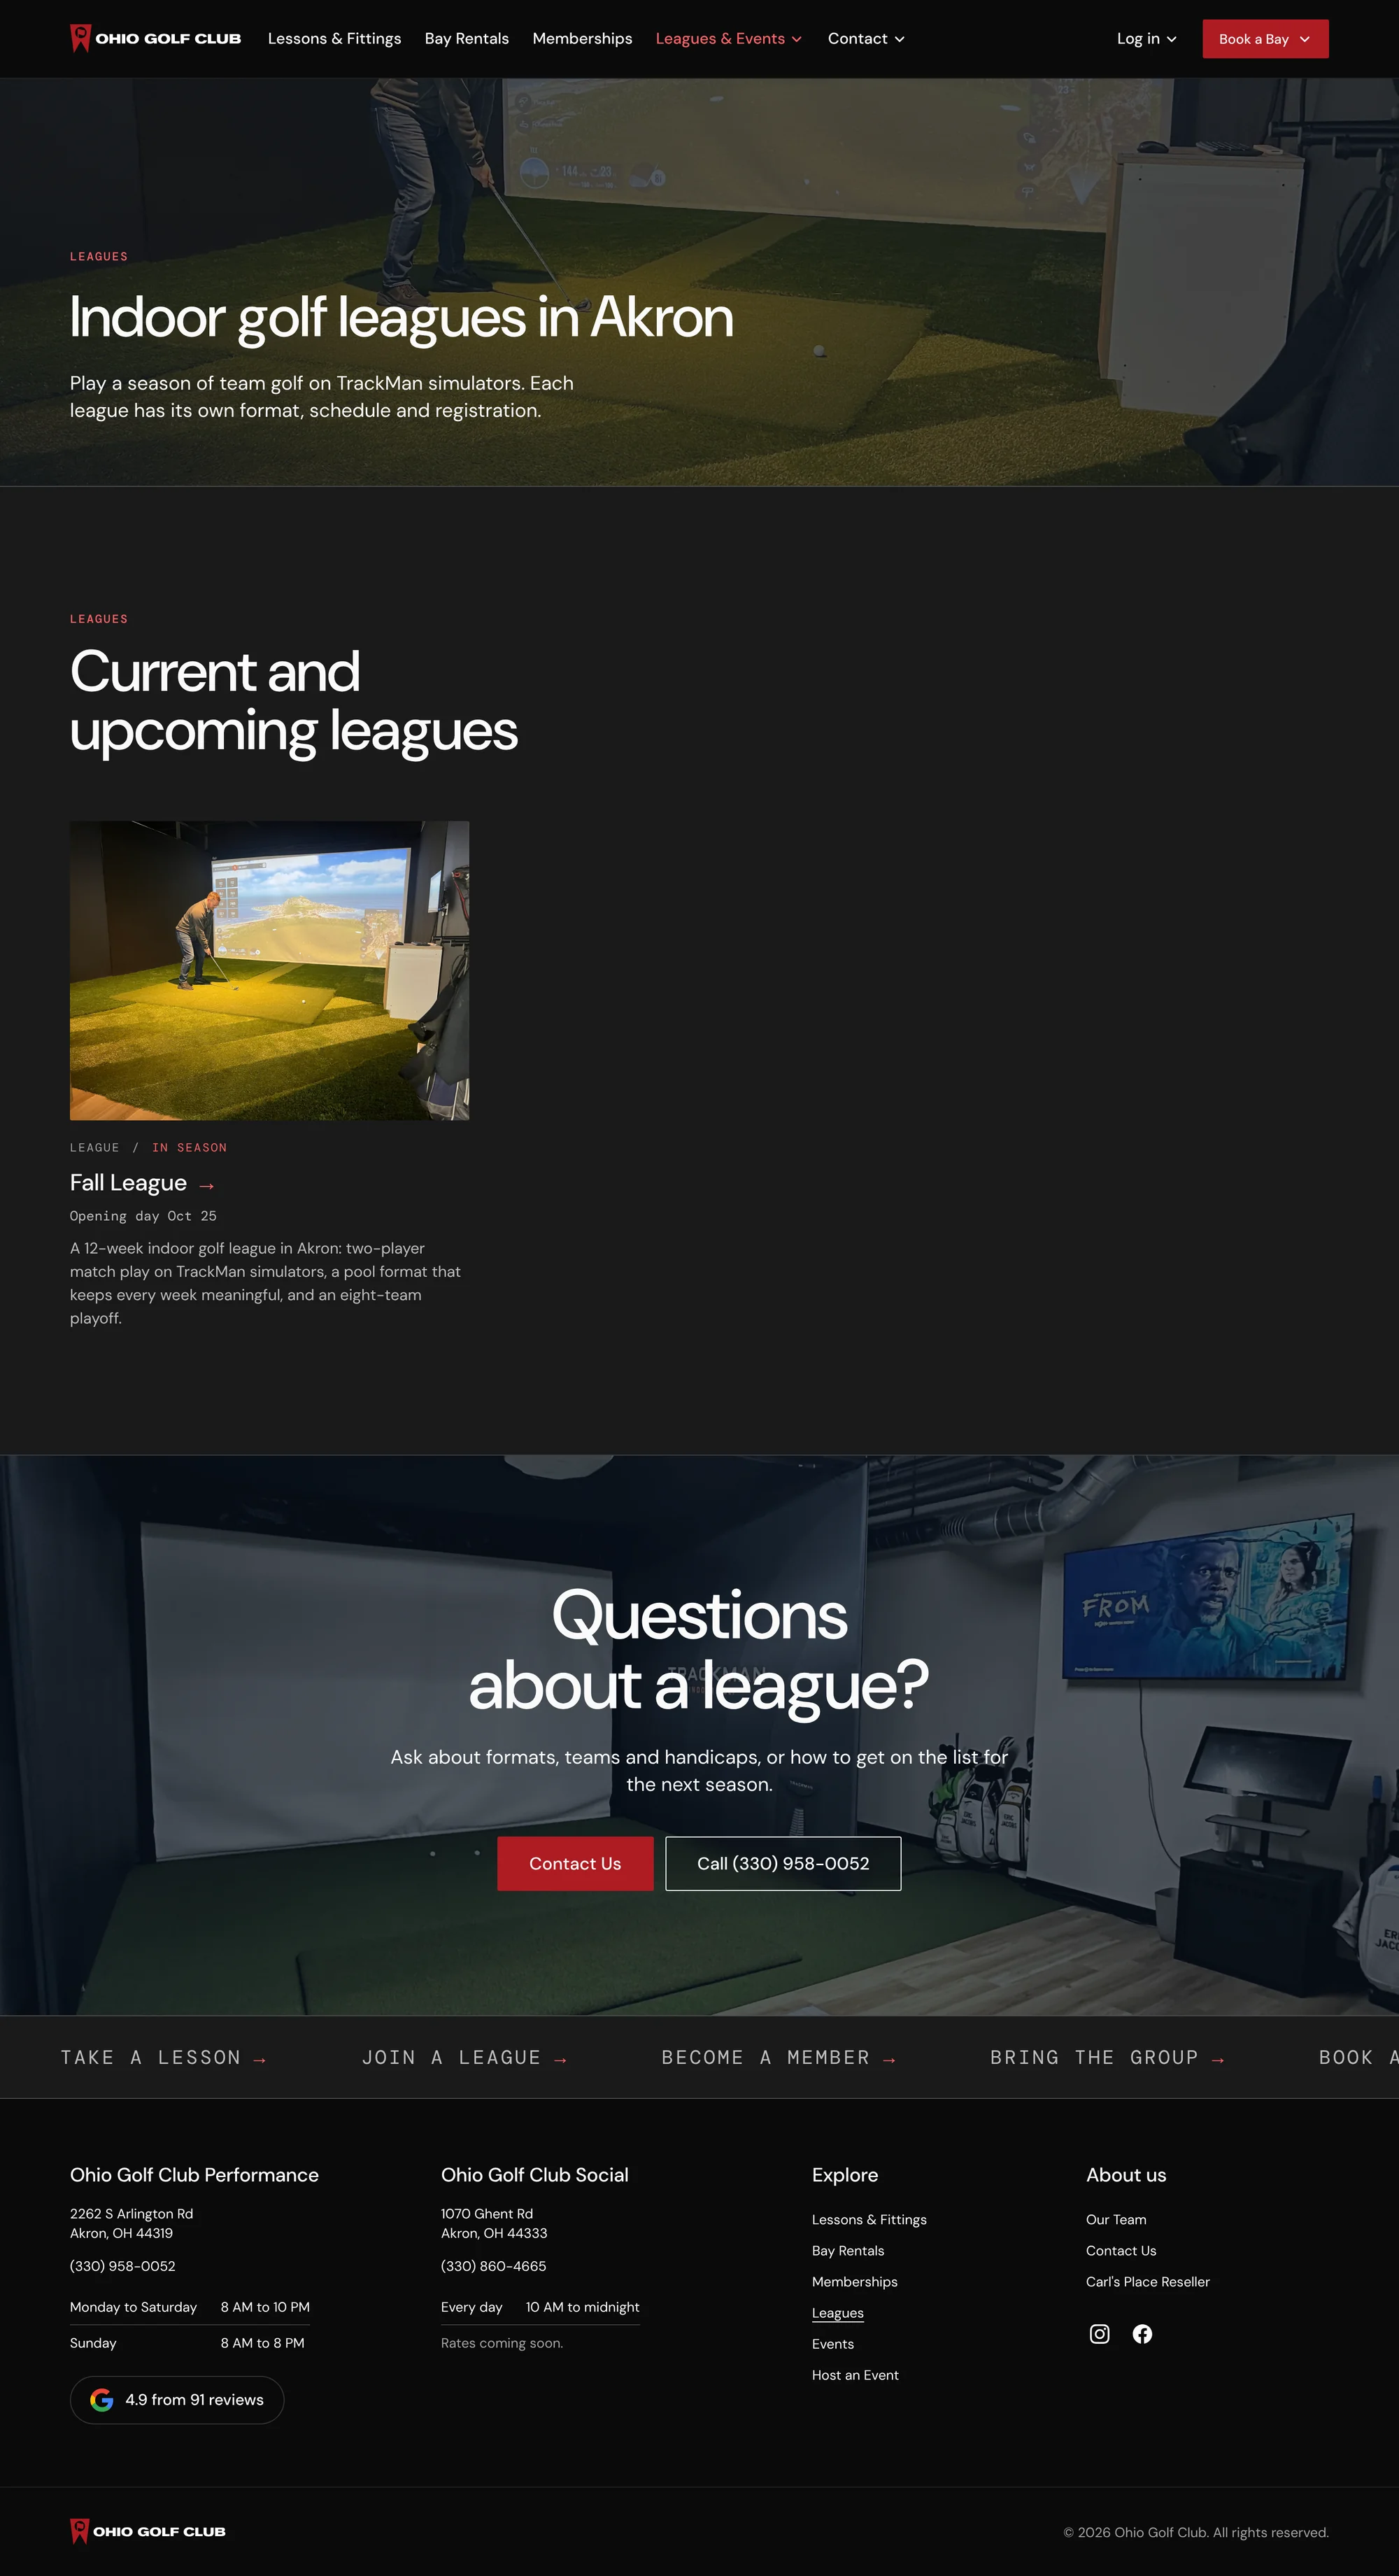 OHIO GOLF CLUB
Lessons & Fittings
Bay Rentals
Memberships
Leagues & Events
Contact
Log in
Book a Bay
LEAGUES
Indoor golf leagues in Akron
Play a season of team golf on TrackMan simulators. Each
league has its own format, schedule and registration.
LEAGUES
Current and
upcoming leagues
LEAGUE / IN SEASON
Fall League →
Opening day Oct 25
A 12-week indoor golf league in Akron: two-player
match play on TrackMan simulators, a pool format that
keeps every week meaningful, and an eight-team
playoff.
FROM
TRACKMAN
Questions
about a league?
Ask about formats, teams and handicaps, or how to get on the list for
the next season.
Contact Us
Call (330) 958-0052
TAKE A LESSON →
JOIN A LEAGUE →
BECOME A MEMBER →
BRING THE GROUP →
BOOK A
Ohio Golf Club Performance
2262 S Arlington Rd
Akron, OH 44319
(330) 958-0052
Monday to Saturday 8 AM to 10 PM
Sunday 8 AM to 8 PM
4.9 from 91 reviews
Ohio Golf Club Social
1070 Ghent Rd
Akron, OH 44333
(330) 860-4665
Every day 10 AM to midnight
Rates coming soon.
Explore
Lessons & Fittings
Bay Rentals
Memberships
Leagues
Events
Host an Event
About us
Our Team
Contact Us
Carl's Place Reseller
OHIO GOLF CLUB
© 2026 Ohio Golf Club. All rights reserved.